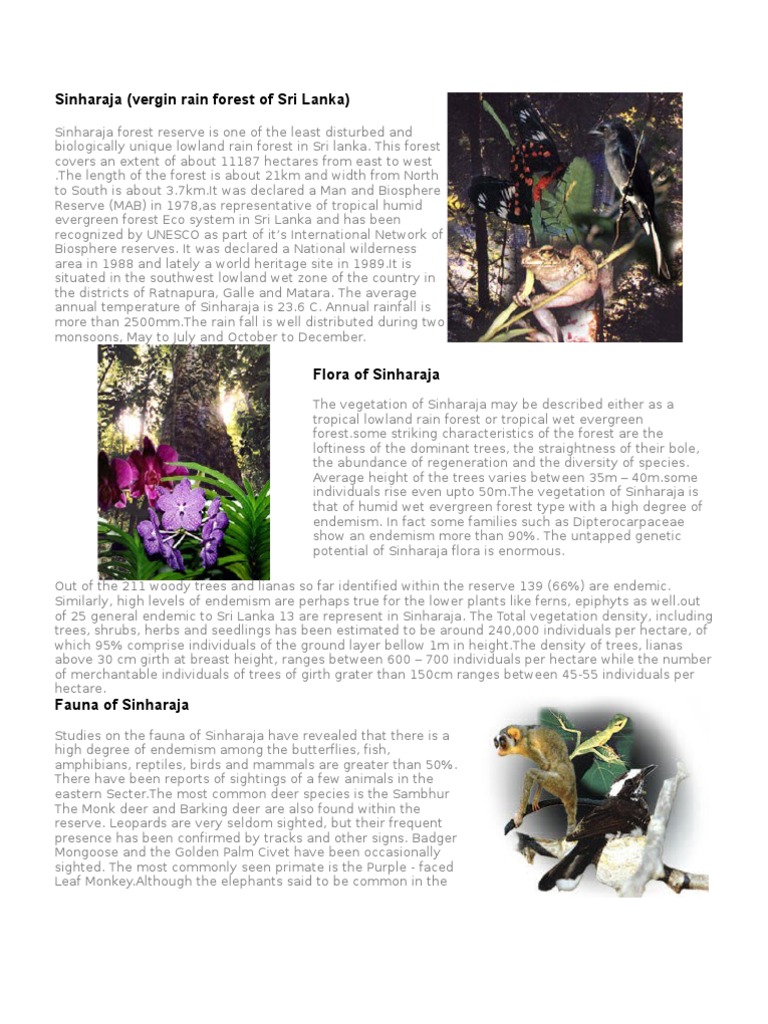 Sinharaja (vergin rain forest of Sri Lanka)
Sinharaja forest reserve is one of the least disturbed and
biologically unique lowland rain forest in Sri lanka. This forest
covers an extent of about 11187 hectares from east to west
.The length of the forest is about 21km and width from North
to South is about 3.7km.It was declared a Man and Biosphere
Reserve (MAB) in 1978,as representative of tropical humid
evergreen forest Eco system in Sri Lanka and has been
recognized by UNESCO as part of it's International Network of
Biosphere reserves. It was declared a National wilderness
area in 1988 and lately a world heritage site in 1989.It is
situated in the southwest lowland wet zone of the country in
the districts of Ratnapura, Galle and Matara. The average
annual temperature of Sinharaja is 23.6 C. Annual rainfall is
more than 2500mm.The rain fall is well distributed during two
monsoons, May to July and October to December.
Flora of Sinharaja
The vegetation of Sinharaja may be described either as a
tropical lowland rain forest or tropical wet evergreen
forest.some striking characteristics of the forest are the
loftiness of the dominant trees, the straightness of their bole,
the abundance of regeneration and the diversity of species.
Average height of the trees varies between 35m – 40m.some
individuals rise even upto 50m.The vegetation of Sinharaja is
that of humid wet evergreen forest type with a high degree of
endemism. In fact some families such as Dipterocarpaceae
show an endemism more than 90%. The untapped genetic
potential of Sinharaja flora is enormous.
Out of the 211 woody trees and lianas so far identified within the reserve 139 (66%) are endemic.
Similarly, high levels of endemism are perhaps true for the lower plants like ferns, epiphyts as well.out
of 25 general endemic to Sri Lanka 13 are represent in Sinharaja. The Total vegetation density, including
trees, shrubs, herbs and seedlings has been estimated to be around 240,000 individuals per hectare, of
which 95% comprise individuals of the ground layer bellow 1m in height.The density of trees, lianas
above 30 cm girth at breast height, ranges between 600 – 700 individuals per hectare while the number
of merchantable individuals of trees of girth grater than 150cm ranges between 45-55 individuals per
hectare.
Fauna of Sinharaja
Studies on the fauna of Sinharaja have revealed that there is a
high degree of endemism among the butterflies, fish,
amphibians, reptiles, birds and mammals are greater than 50%.
There have been reports of sightings of a few animals in the
eastern Secter.The most common deer species is the Sambhur
The Monk deer and Barking deer are also found within the
reserve. Leopards are very seldom sighted, but their frequent
presence has been confirmed by tracks and other signs. Badger
Mongoose and the Golden Palm Civet have been occasionally
sighted. The most commonly seen primate is the Purple - faced
Leaf Monkey.Although the elephants said to be common in the